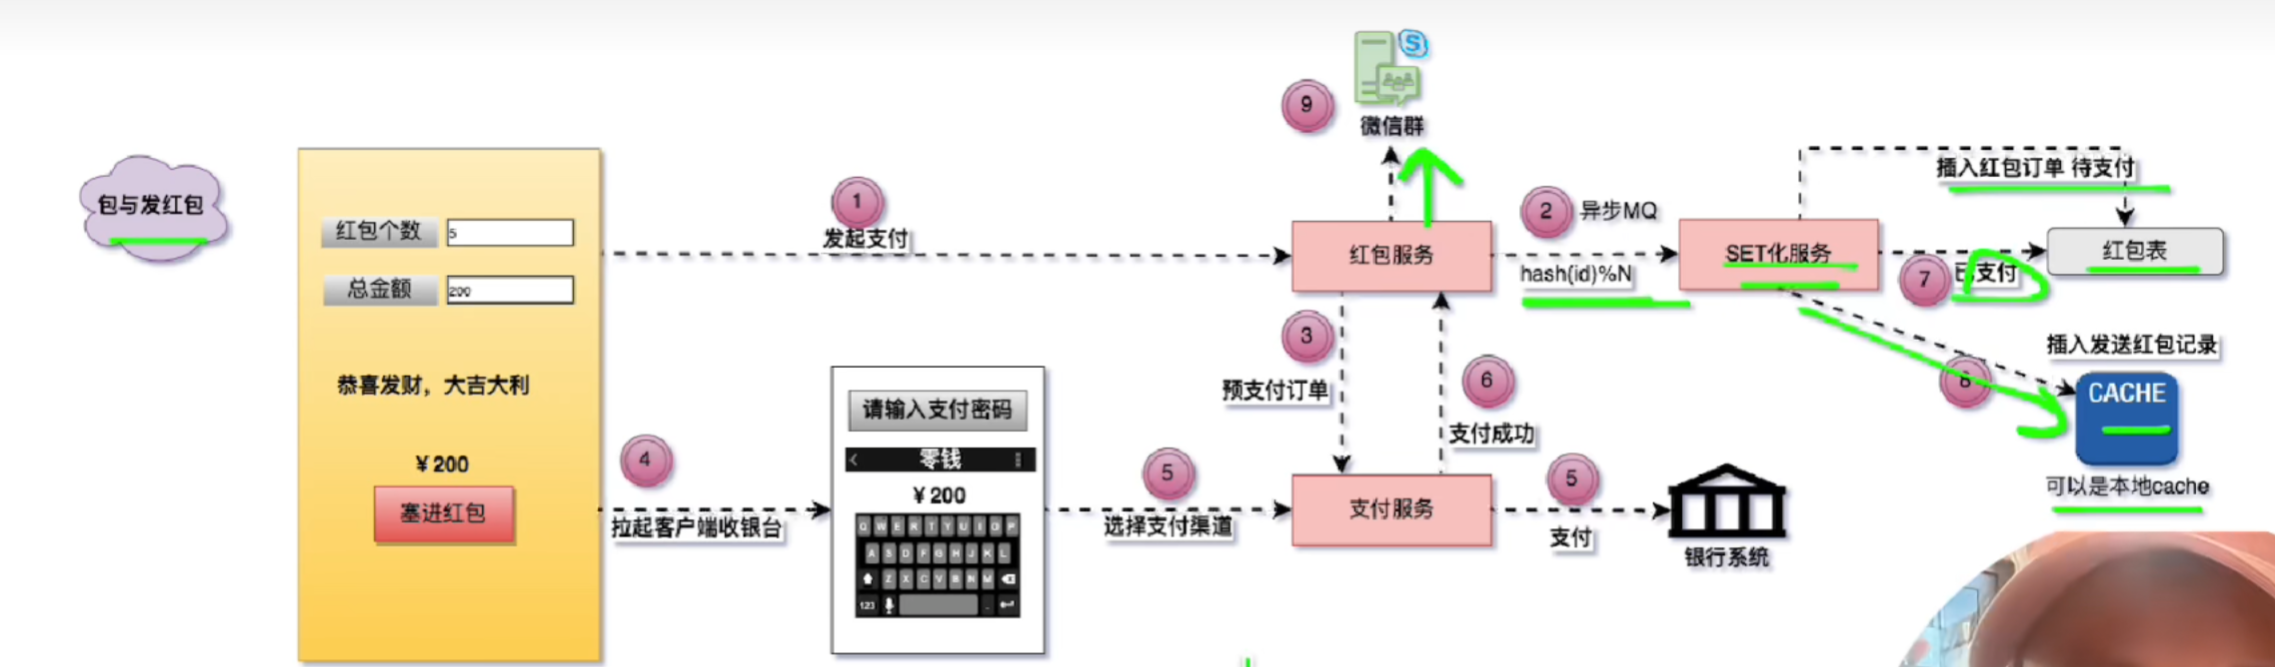 包与发红包
红包个数
5
总金额
200
恭喜发财，大吉大利
¥200
塞进红包
1
发起支付
4
拉起客户端收银台
请输入支付密码
零钱
¥200
Q W E R T Y U I O P
A S D F G H J K L
Z X C V B N M
123
5
选择支付渠道
9
S
微信群
红包服务
2
异步MQ
hash(id)%N
SET化服务
插入红包订单 待支付
红包表
7
已支付
3
预支付订单
6
支付成功
支付服务
5
支付
银行系统
8
插入发送红包记录
CACHE
可以是本地cache